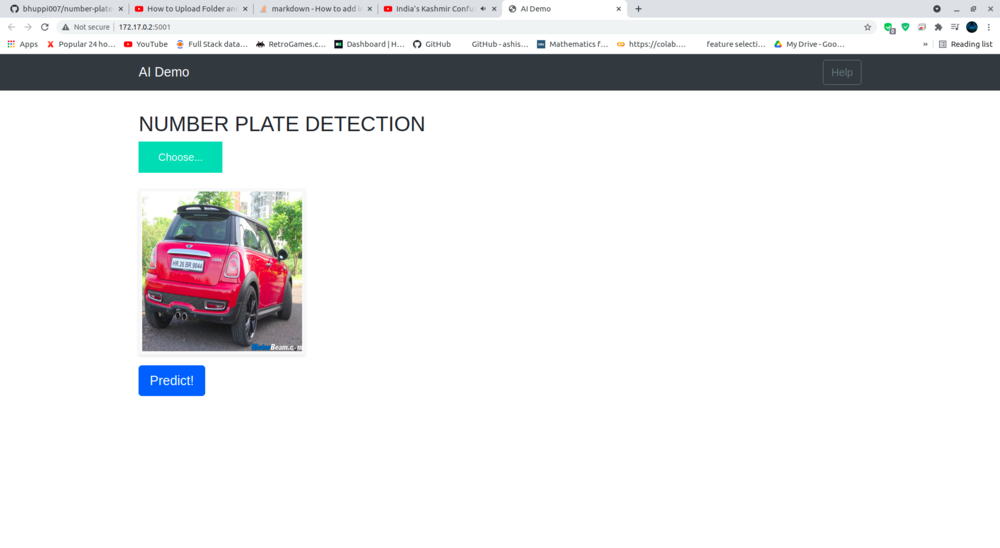 bhuppi007/number-plate
How to Upload Folder an
markdown - How to add i
India's Kashmir Confu
AI Demo
Not secure
172.17.0.2:5001
Apps
Popular 24 ho...
YouTube
Full Stack data...
RetroGames.c...
Dashboard | H...
GitHub
GitHub - ashis...
Mathematics f...
https://colab....
feature selecti...
My Drive - Goo...
»
Reading list
AI Demo
Help
NUMBER PLATE DETECTION
Choose...
HR 26 BR 9044
Beam.c
Predict!